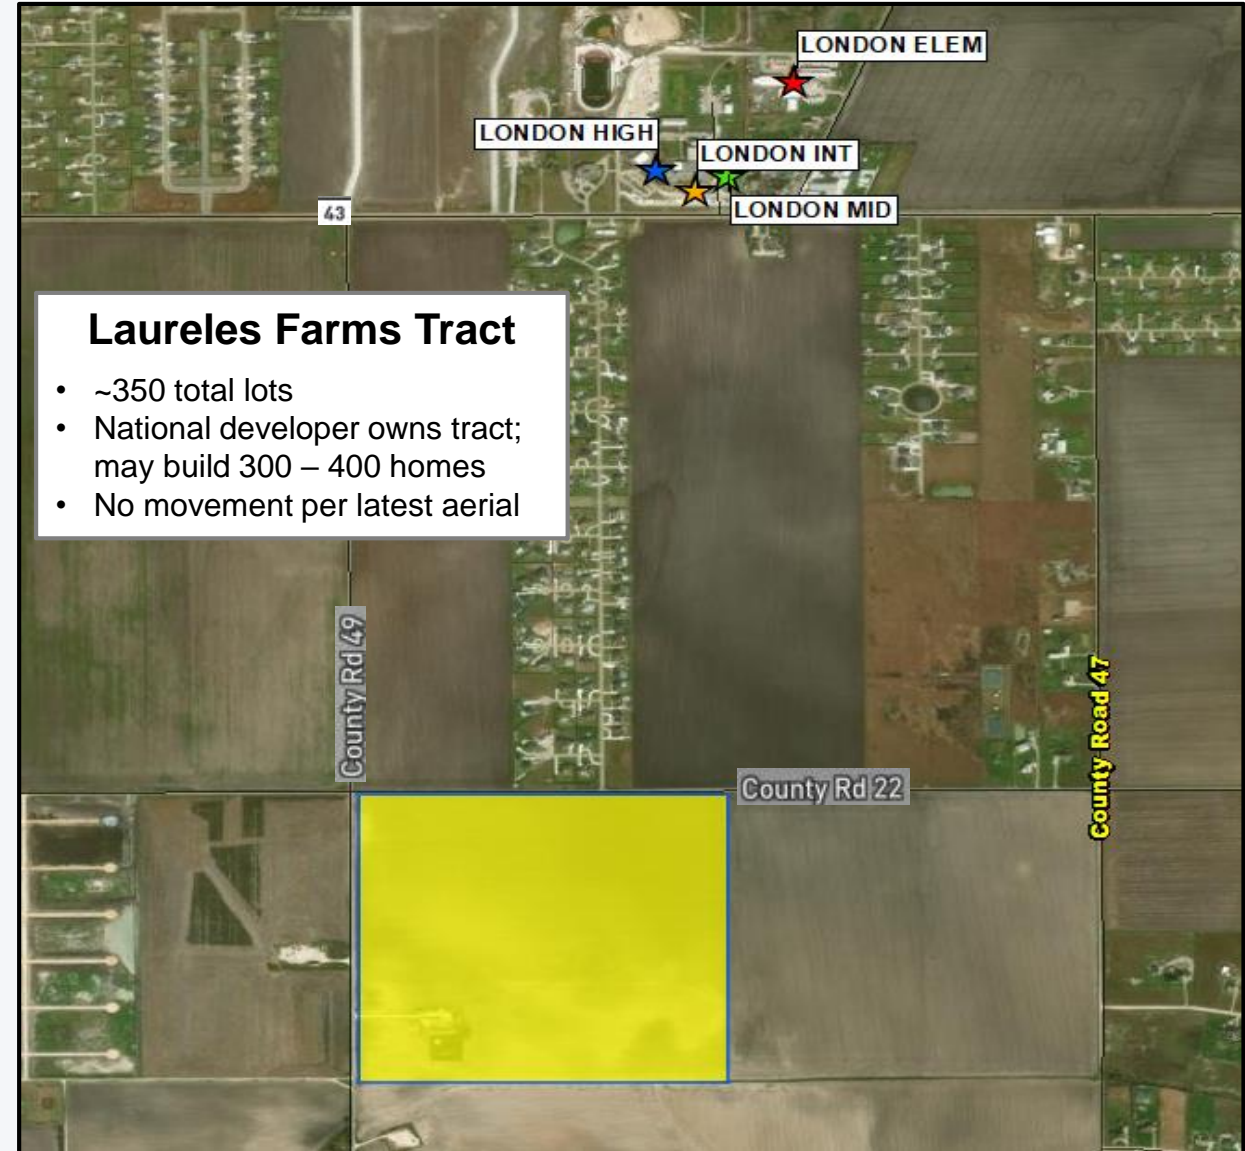 LONDON ELEM
LONDON HIGH
LONDON INT
LONDON MID
43
Laureles Farms Tract
• ~350 total lots
• National developer owns tract;
may build 300 – 400 homes
• No movement per latest aerial
County Rd 49
County Road 47
County Rd 22